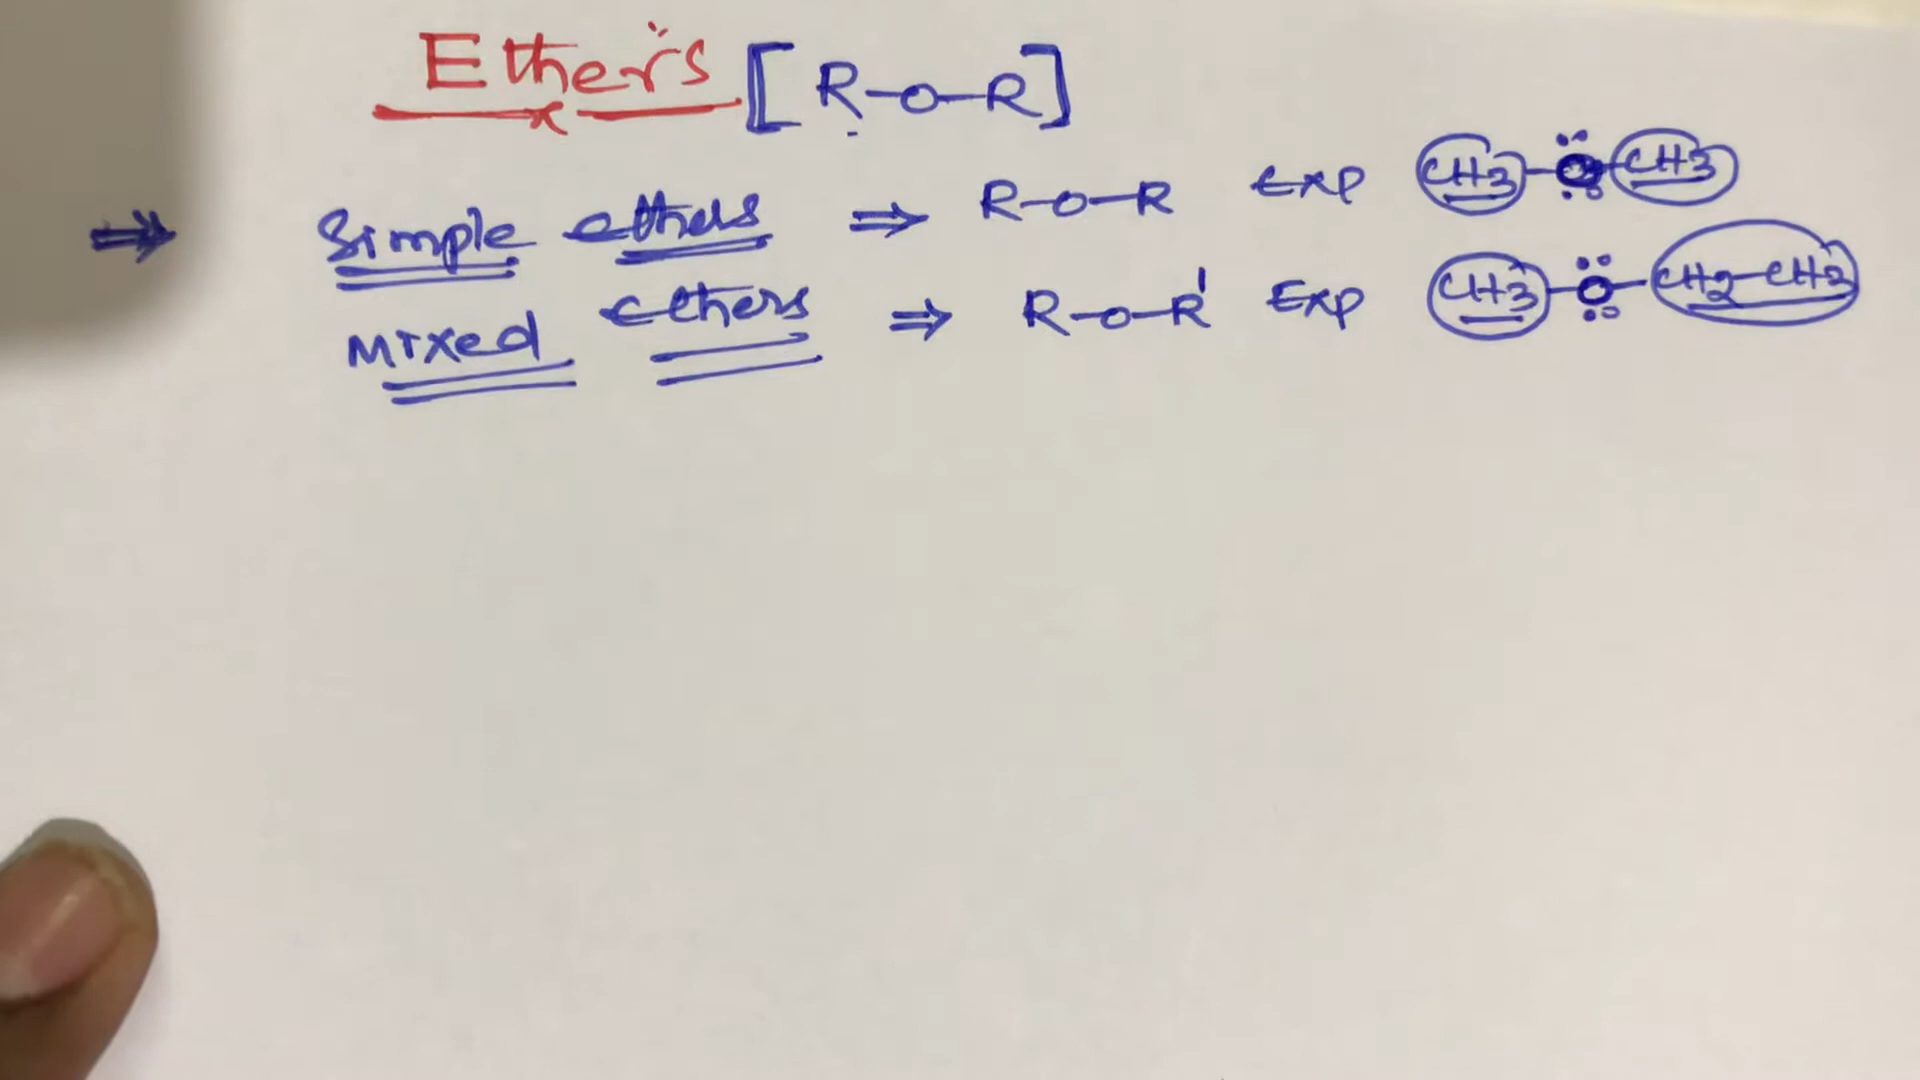 Ethers [R-O-R]
⇒ Simple ethers ⇒ R-O-R Exp CH3-O-CH3
Mixed ethers ⇒ R-O-R' Exp CH3-O-CH2-CH3